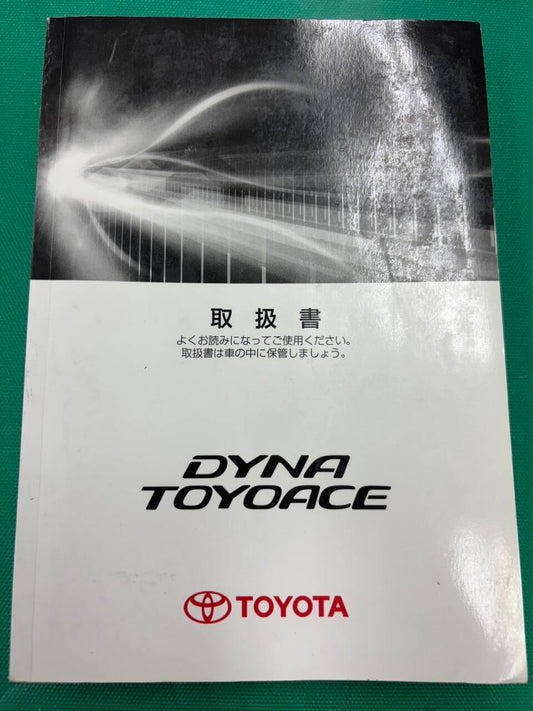 取扱書
よくお読みになってご使用ください。
取扱書は車の中に保管しましょう。
DYNA
TOYOACE
TOYOTA